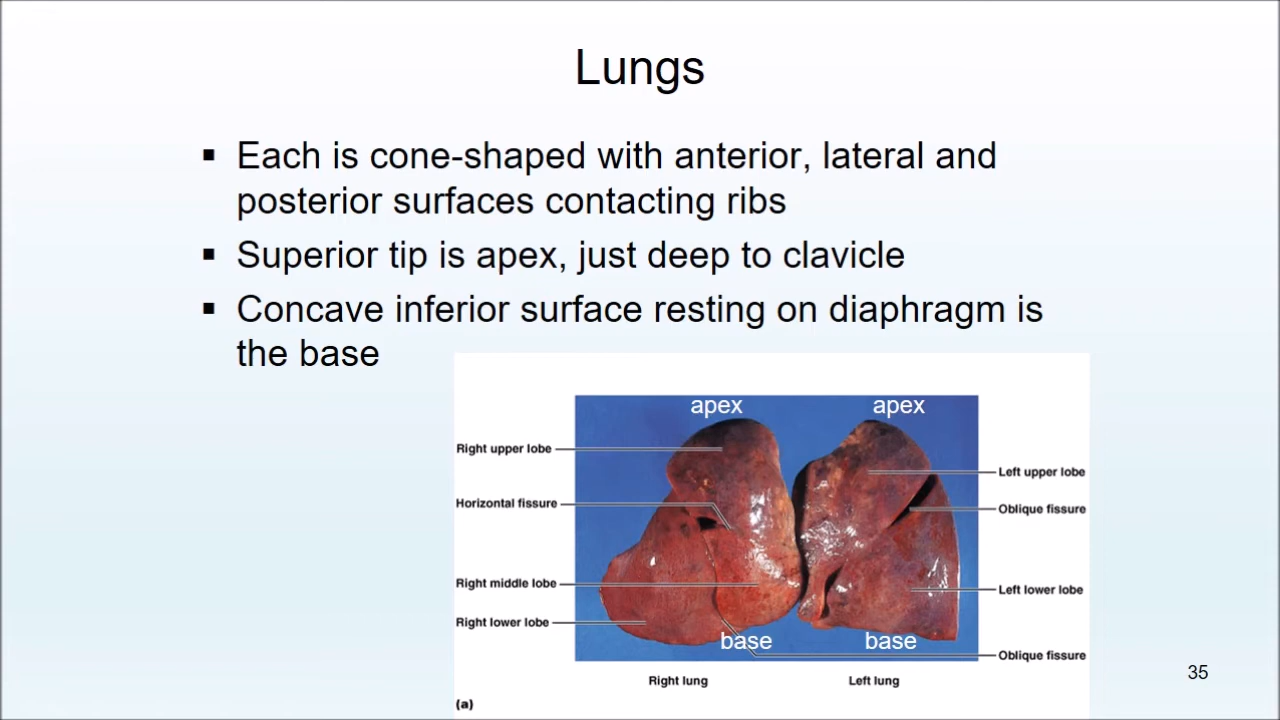 Lungs
▪ Each is cone-shaped with anterior, lateral and
posterior surfaces contacting ribs
▪ Superior tip is apex, just deep to clavicle
▪ Concave inferior surface resting on diaphragm is
the base
apex apex
Right upper lobe
Left upper lobe
Horizontal fissure
Oblique fissure
Right middle lobe
Left lower lobe
Right lower lobe
base base
Oblique fissure
Right lung Left lung
35
(a)